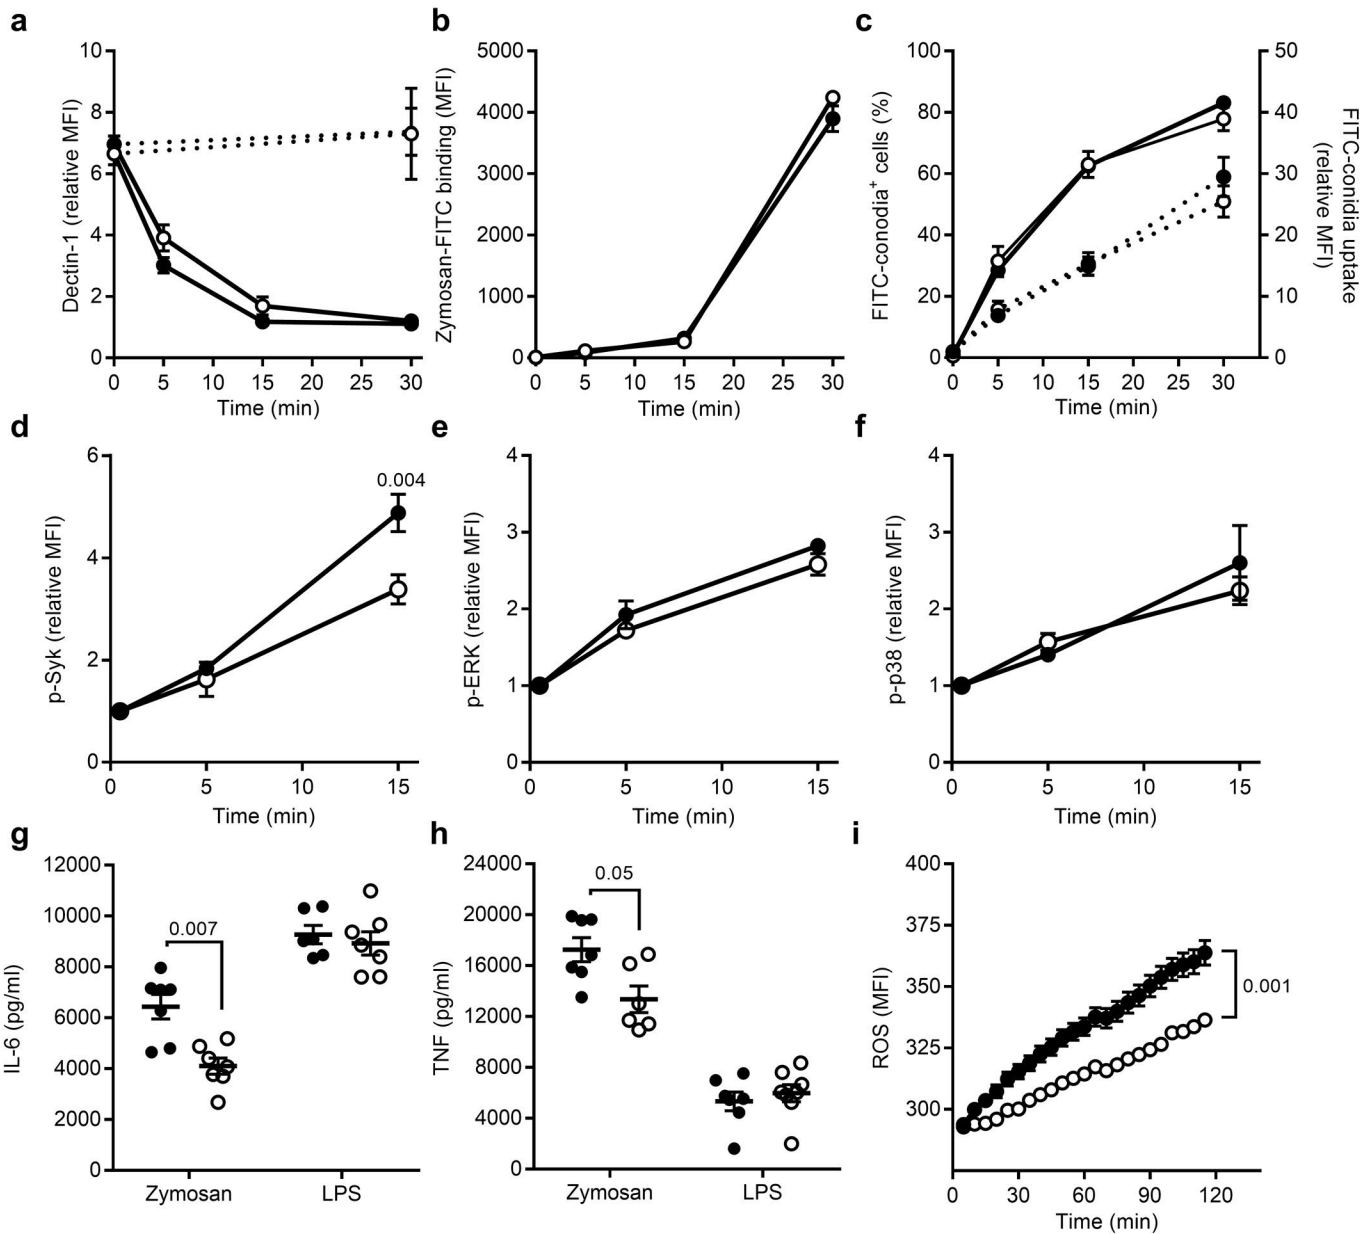 a
10
8
6
4
2
0
Dectin-1 (relative MFI)
0 5 10 15 20 25 30
Time (min)
b
5000
4000
3000
2000
1000
0
Zymosan-FITC binding (MFI)
0 5 10 15 20 25 30
Time (min)
c
100
80
60
40
20
0
FITC-conodia+ cells (%)
50
40
30
20
10
0
FITC-conidia uptake
(relative MFI)
0 5 10 15 20 25 30
Time (min)
d
6
4
2
0
p-Syk (relative MFI)
0.004
0 5 10 15
Time (min)
e
4
3
2
1
0
p-ERK (relative MFI)
0 5 10 15
Time (min)
f
4
3
2
1
0
p-p38 (relative MFI)
0 5 10 15
Time (min)
g
12000
10000
8000
6000
4000
2000
0
IL-6 (pg/ml)
0.007
Zymosan LPS
h
24000
20000
16000
12000
8000
4000
0
TNF (pg/ml)
0.05
Zymosan LPS
i
400
375
350
325
300
ROS (MFI)
0.001
0 30 60 90 120
Time (min)